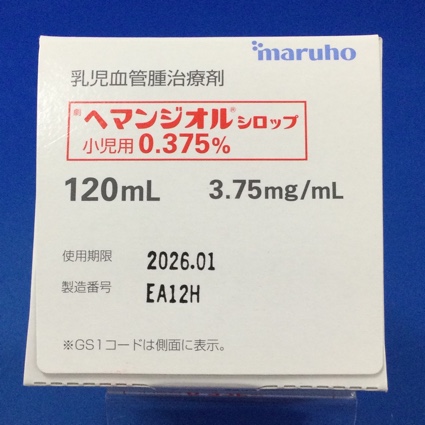 maruho
乳児血管腫治療剤
ヘマンジオル®シロップ
小児用0.375%
120mL 3.75mg/mL
使用期限 2026.01
製造番号 EA12H
※GS1コードは側面に表示。